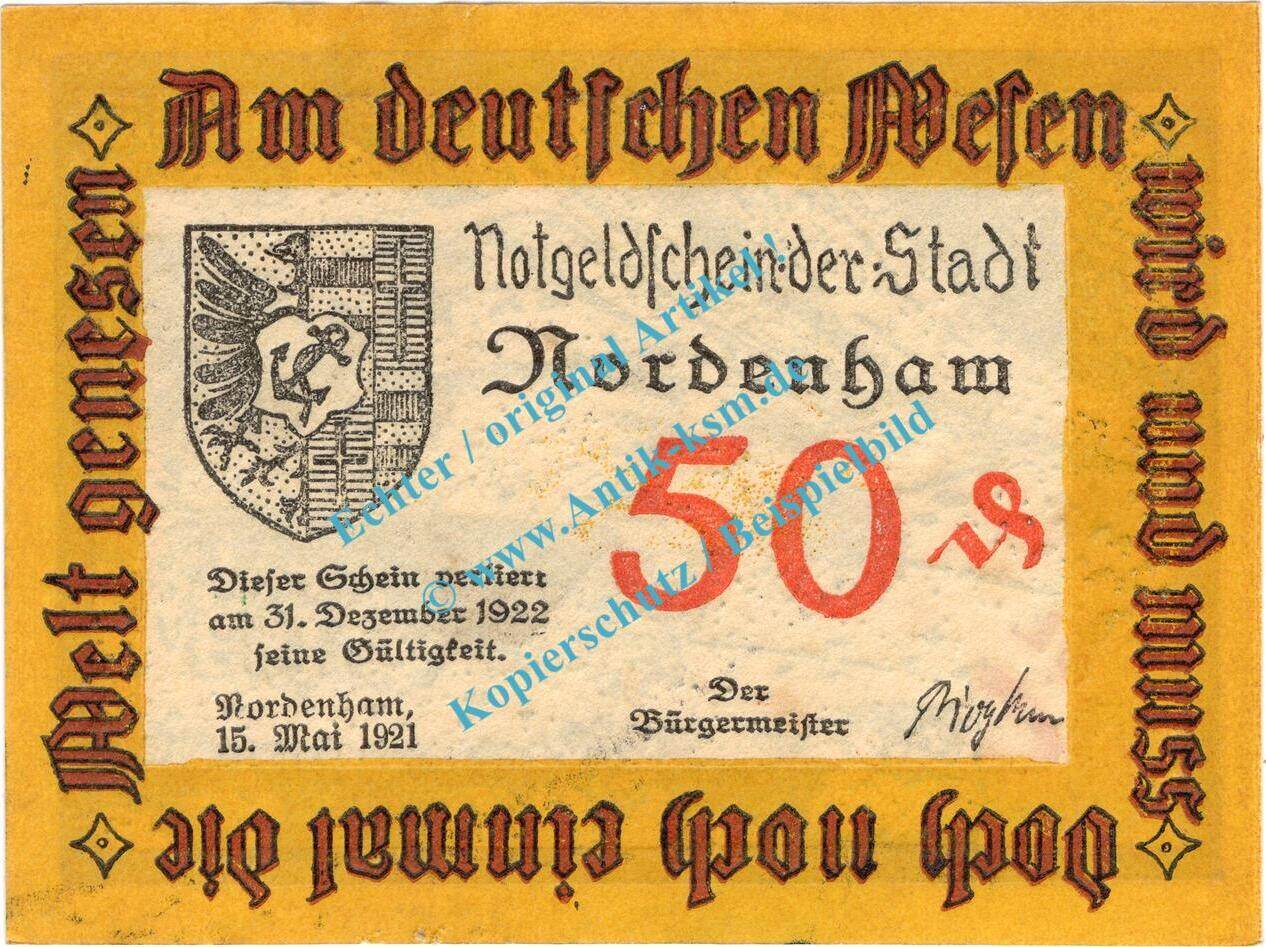 Am deutschen Wesen
wird und muss
doch noch einmal die
Welt genesen
Notgeldschein·der·Stadt
Nordenham
50 ₰
Dieser Schein verliert
am 31. Dezember 1922
seine Gültigkeit.
Nordenham,
15. Mai 1921
Der
Bürgermeister
Echter / original Artikel !
© www.Antik-ksm.de
Kopierschutz / Beispielbild